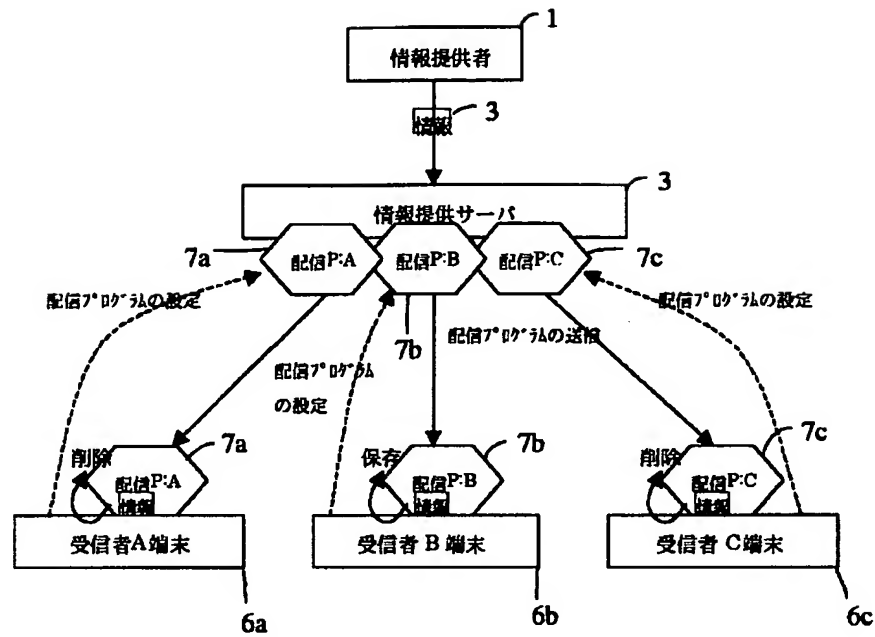 1
情報提供者
情報
3
3
情報提供サーバ
7a
配信P:A
配信P:B
配信P:C
7c
配信ﾌﾟﾛｸﾞﾗﾑの設定
7b
配信ﾌﾟﾛｸﾞﾗﾑの送信
配信ﾌﾟﾛｸﾞﾗﾑの設定
配信ﾌﾟﾛｸﾞﾗﾑ
の設定
7a
削除
配信P:A
情報
受信者A端末
6a
7b
保存
配信P:B
情報
受信者B端末
6b
7c
削除
配信P:C
情報
受信者C端末
6c